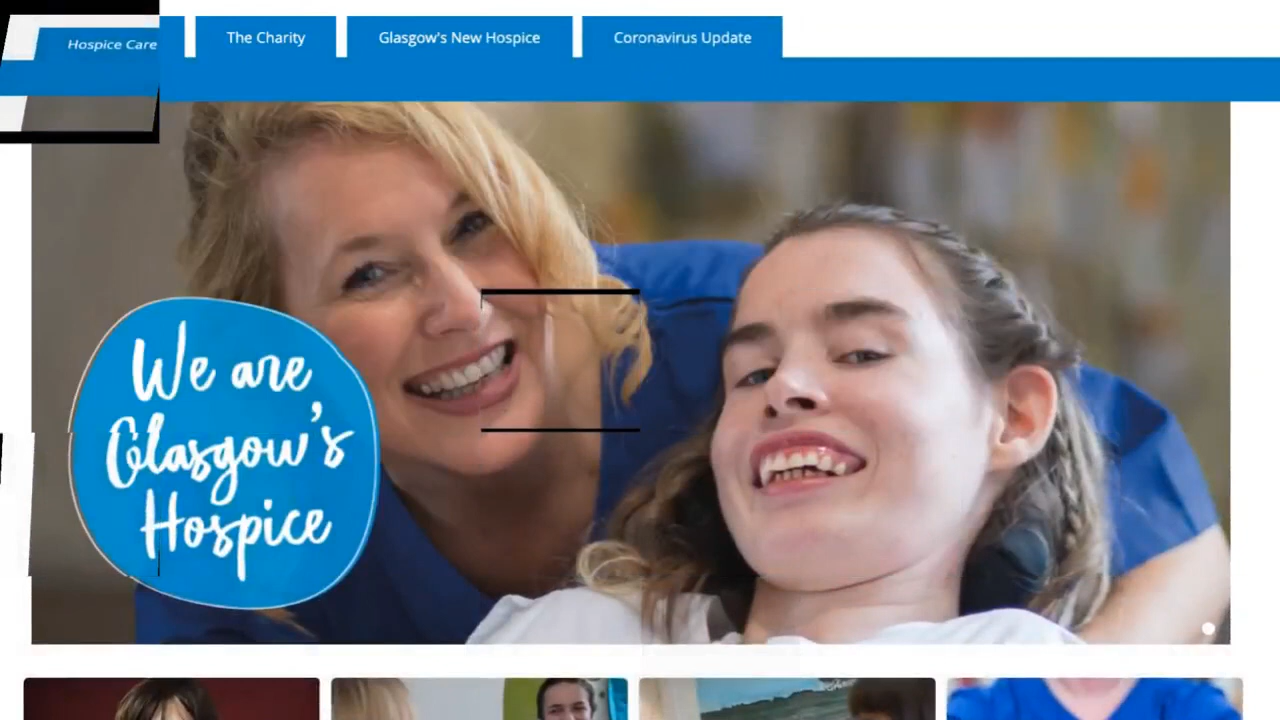 Hospice Care
The Charity
Glasgow's New Hospice
Coronavirus Update
We are
Glasgow's
Hospice